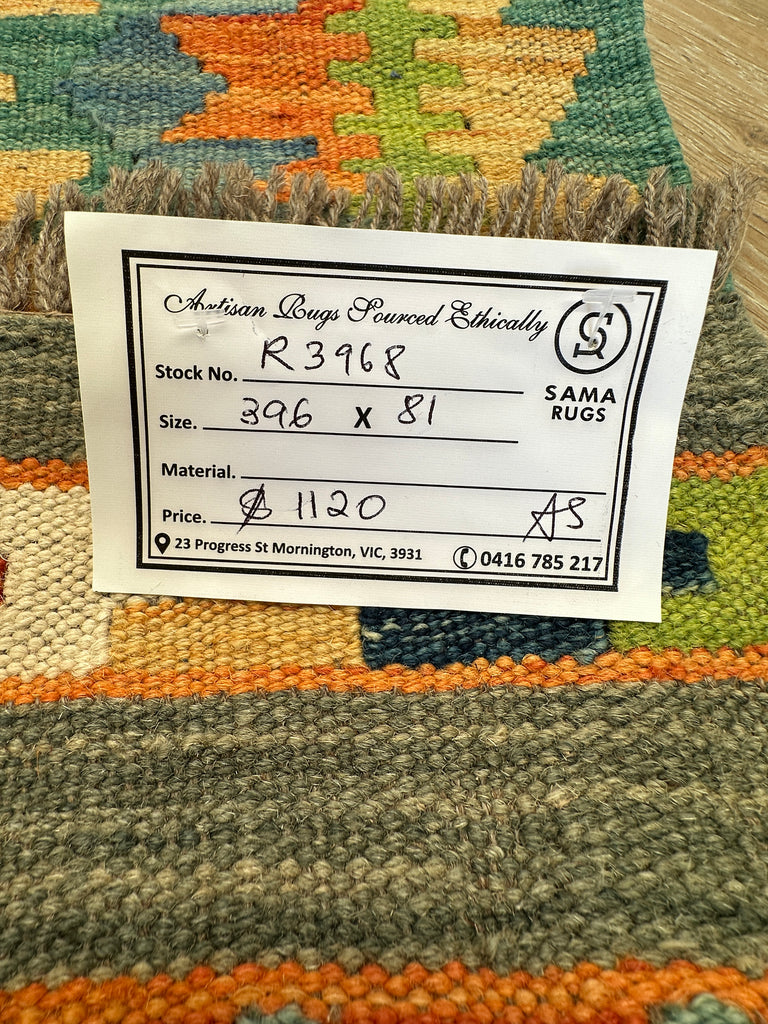 Artisan Rugs Sourced Ethically
SR
SAMA
RUGS
Stock No. R3968
Size. 396 X 81
Material.
Price. $ 1120 AS
23 Progress St Mornington, VIC, 3931 0416 785 217